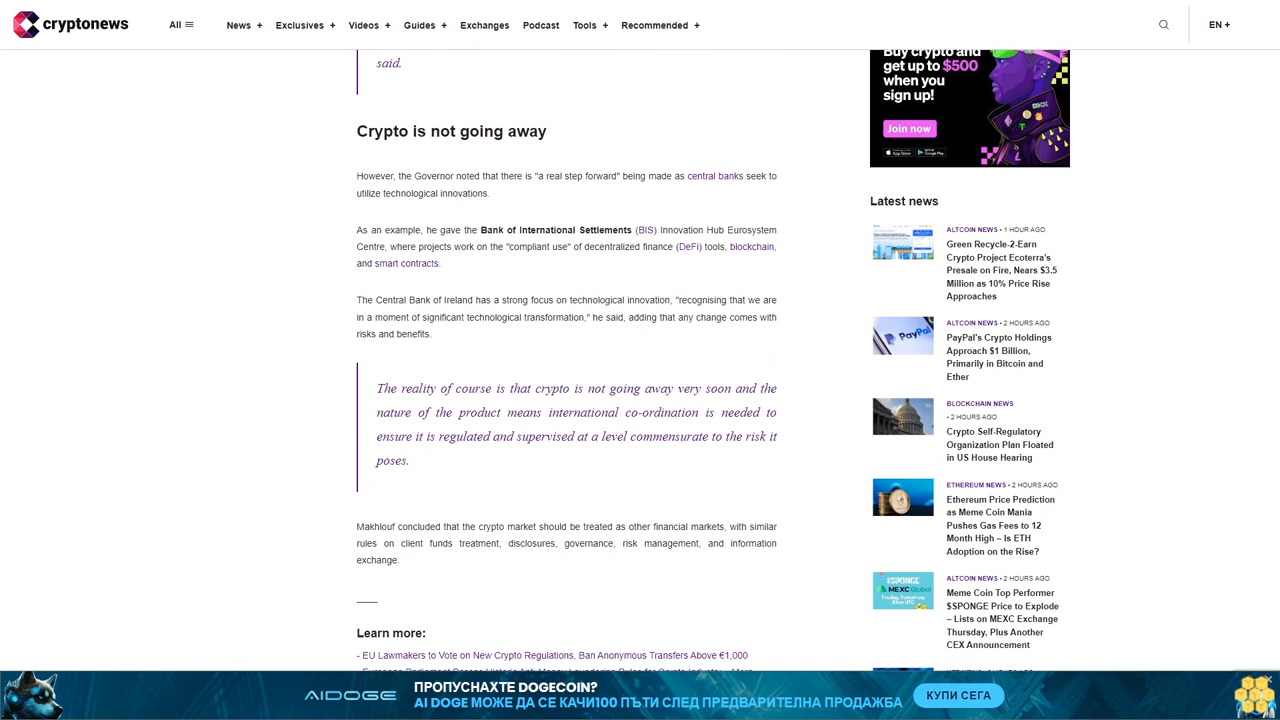 cryptonews
All
News +
Exclusives +
Videos +
Guides +
Exchanges
Podcast
Tools +
Recommended +
EN +
said.
Crypto is not going away
However, the Governor noted that there is "a real step forward" being made as central banks seek to
utilize technological innovations.
As an example, he gave the Bank of International Settlements (BIS) Innovation Hub Eurosystem
Centre, where projects work on the "compliant use" of decentralized finance (DeFi) tools, blockchain,
and smart contracts.
The Central Bank of Ireland has a strong focus on technological innovation, "recognising that we are
in a moment of significant technological transformation," he said, adding that any change comes with
risks and benefits.
The reality of course is that crypto is not going away very soon and the
nature of the product means international co-ordination is needed to
ensure it is regulated and supervised at a level commensurate to the risk it
poses.
Makhlouf concluded that the crypto market should be treated as other financial markets, with similar
rules on client funds treatment, disclosures, governance, risk management, and information
exchange.
Learn more:
- EU Lawmakers to Vote on New Crypto Regulations, Ban Anonymous Transfers Above €1,000
Buy crypto and
get up to $500
when you
sign up!
Join now
App Store
Google Play
Latest news
ALTCOIN NEWS • 1 HOUR AGO
Green Recycle-2-Earn
Crypto Project Ecoterra's
Presale on Fire, Nears $3.5
Million as 10% Price Rise
Approaches
PayPal
ALTCOIN NEWS • 2 HOURS AGO
PayPal's Crypto Holdings
Approach $1 Billion,
Primarily in Bitcoin and
Ether
BLOCKCHAIN NEWS
• 2 HOURS AGO
Crypto Self-Regulatory
Organization Plan Floated
in US House Hearing
ETHEREUM NEWS • 2 HOURS AGO
Ethereum Price Prediction
as Meme Coin Mania
Pushes Gas Fees to 12
Month High – Is ETH
Adoption on the Rise?
$SPONGE
MEXC Global
ALTCOIN NEWS • 2 HOURS AGO
Meme Coin Top Performer
$SPONGE Price to Explode
– Lists on MEXC Exchange
Thursday, Plus Another
CEX Announcement
AIDOGE
ПРОПУСНАХТЕ DOGECOIN?
AI DOGE МОЖЕ ДА СЕ КАЧИ100 ПЪТИ СЛЕД ПРЕДВАРИТЕЛНА ПРОДАЖБА
КУПИ СЕГА